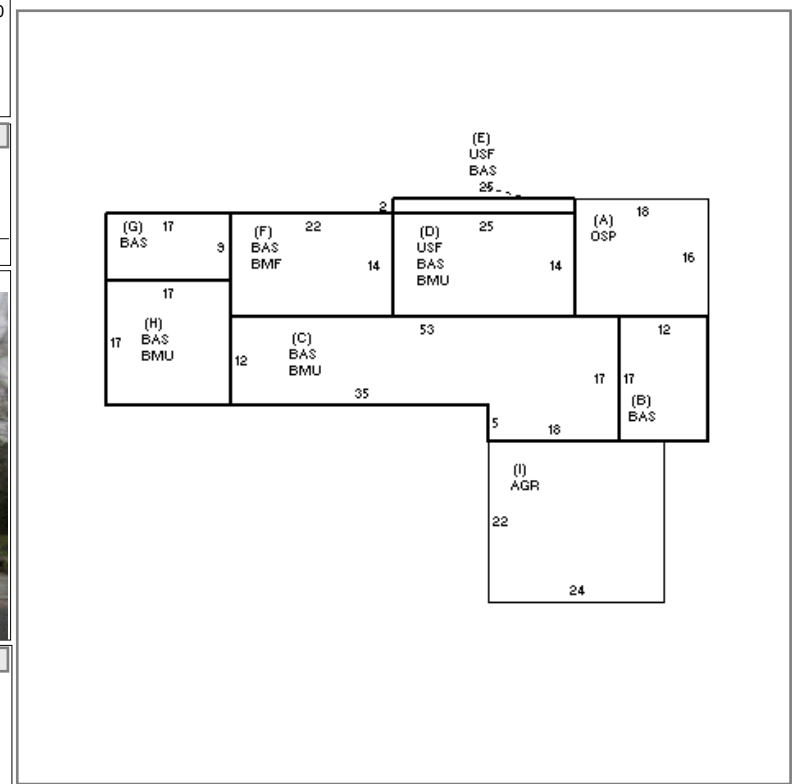 (E)
USF
BAS
25
2
(G) 17
BAS
9
(F)
BAS
BMF
22
14
(D)
USF
BAS
BMU
25
14
(A)
OSP
18
16
17
17
(H)
BAS
BMU
12
(C)
BAS
BMU
53
35
17
5
18
12
17
(B)
BAS
(I)
AGR
22
24